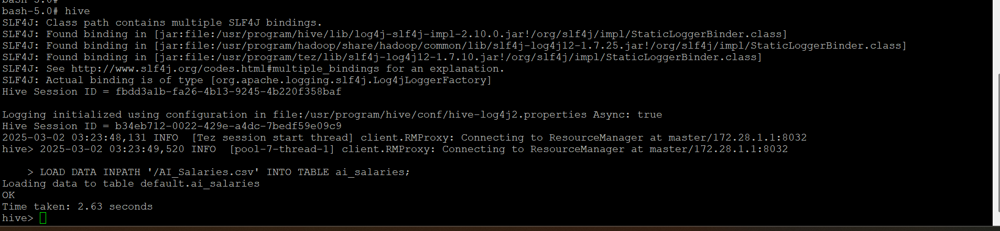 bash-5.0#
bash-5.0# hive
SLF4J: Class path contains multiple SLF4J bindings.
SLF4J: Found binding in [jar:file:/usr/program/hive/lib/log4j-slf4j-impl-2.10.0.jar!/org/slf4j/impl/StaticLoggerBinder.class]
SLF4J: Found binding in [jar:file:/usr/program/hadoop/share/hadoop/common/lib/slf4j-log4j12-1.7.25.jar!/org/slf4j/impl/StaticLoggerBinder.class]
SLF4J: Found binding in [jar:file:/usr/program/tez/lib/slf4j-log4j12-1.7.10.jar!/org/slf4j/impl/StaticLoggerBinder.class]
SLF4J: See http://www.slf4j.org/codes.html#multiple_bindings for an explanation.
SLF4J: Actual binding is of type [org.apache.logging.slf4j.Log4jLoggerFactory]
Hive Session ID = fbdd3a1b-fa26-4b13-9245-4b220f358baf
Logging initialized using configuration in file:/usr/program/hive/conf/hive-log4j2.properties Async: true
Hive Session ID = b34eb712-0022-429e-a4dc-7bedf59e09c9
2025-03-02 03:23:48,131 INFO  [Tez session start thread] client.RMProxy: Connecting to ResourceManager at master/172.28.1.1:8032
hive> 2025-03-02 03:23:49,520 INFO  [pool-7-thread-1] client.RMProxy: Connecting to ResourceManager at master/172.28.1.1:8032
    > LOAD DATA INPATH '/AI_Salaries.csv' INTO TABLE ai_salaries;
Loading data to table default.ai_salaries
OK
Time taken: 2.63 seconds
hive>